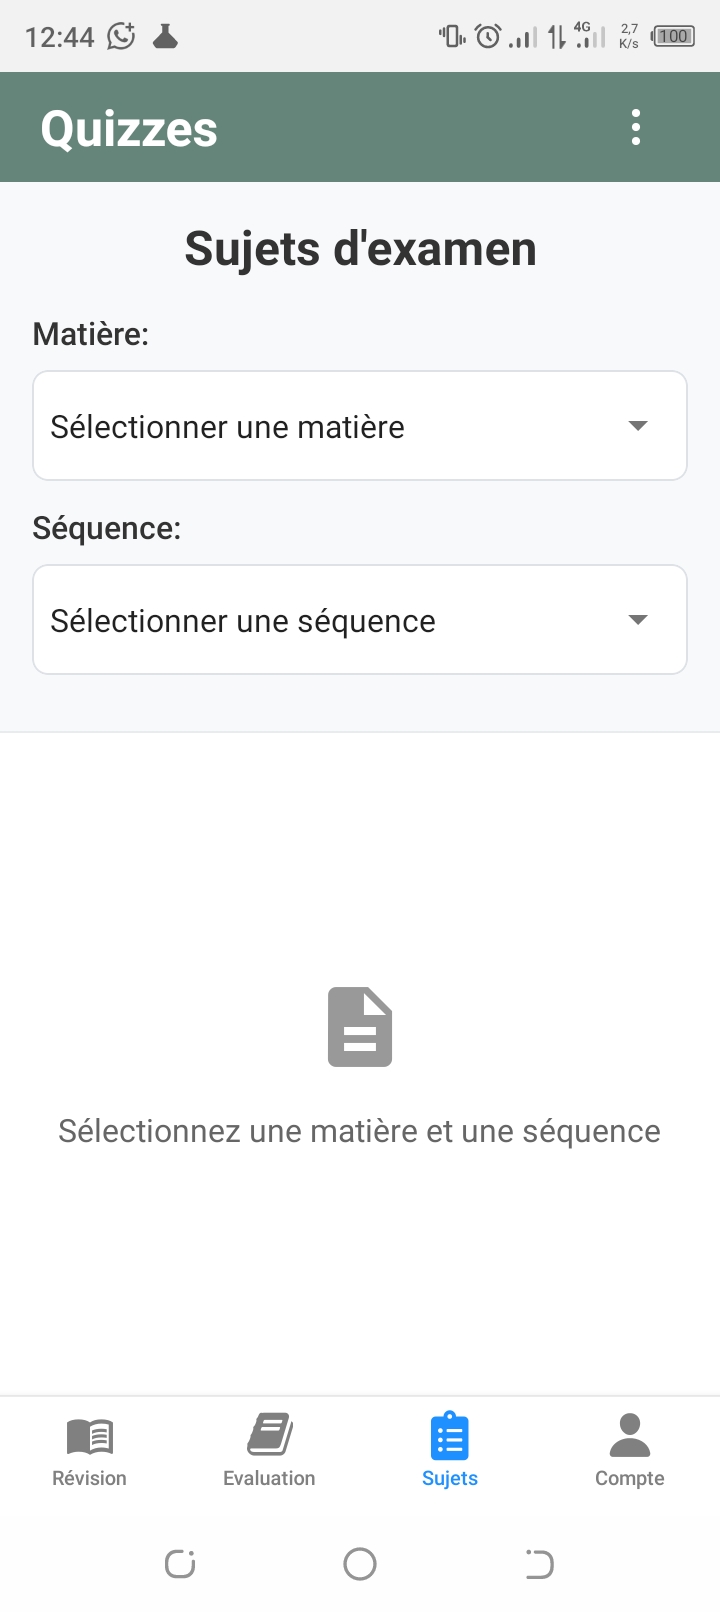 12:44
4G
2,7
K/s
100
Quizzes
Sujets d'examen
Matière:
Sélectionner une matière
Séquence:
Sélectionner une séquence
Sélectionnez une matière et une séquence
Révision
Evaluation
Sujets
Compte